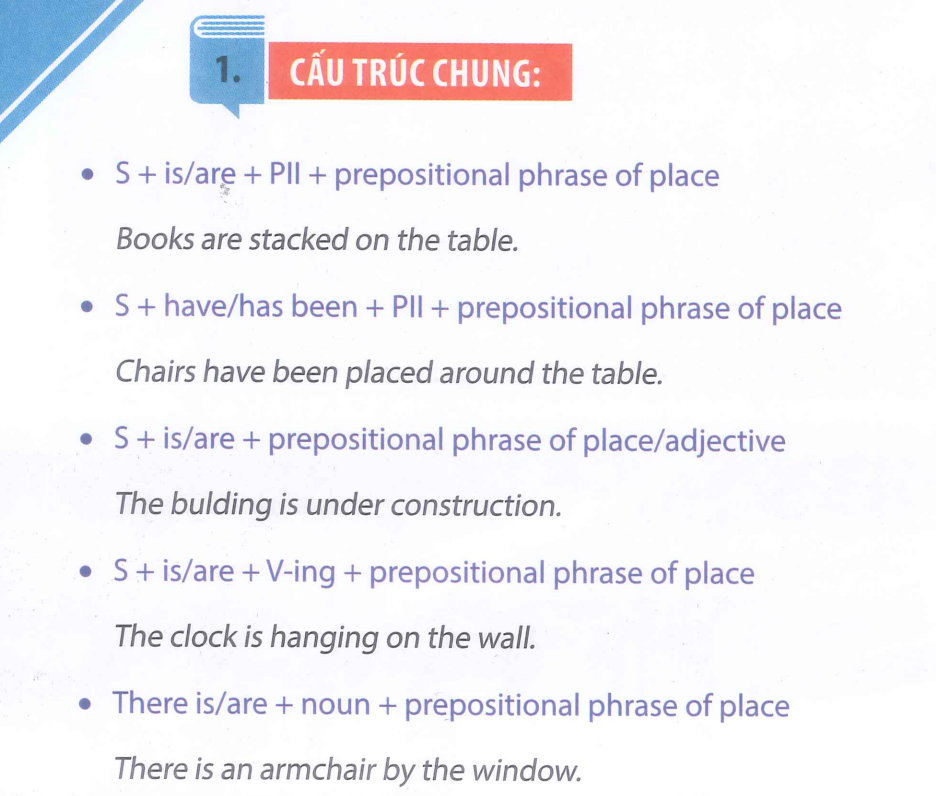 1.
CẤU TRÚC CHUNG:
• S + is/are + PII + prepositional phrase of place
Books are stacked on the table.
• S + have/has been + PII + prepositional phrase of place
Chairs have been placed around the table.
• S + is/are + prepositional phrase of place/adjective
The bulding is under construction.
• S + is/are + V-ing + prepositional phrase of place
The clock is hanging on the wall.
• There is/are + noun + prepositional phrase of place
There is an armchair by the window.